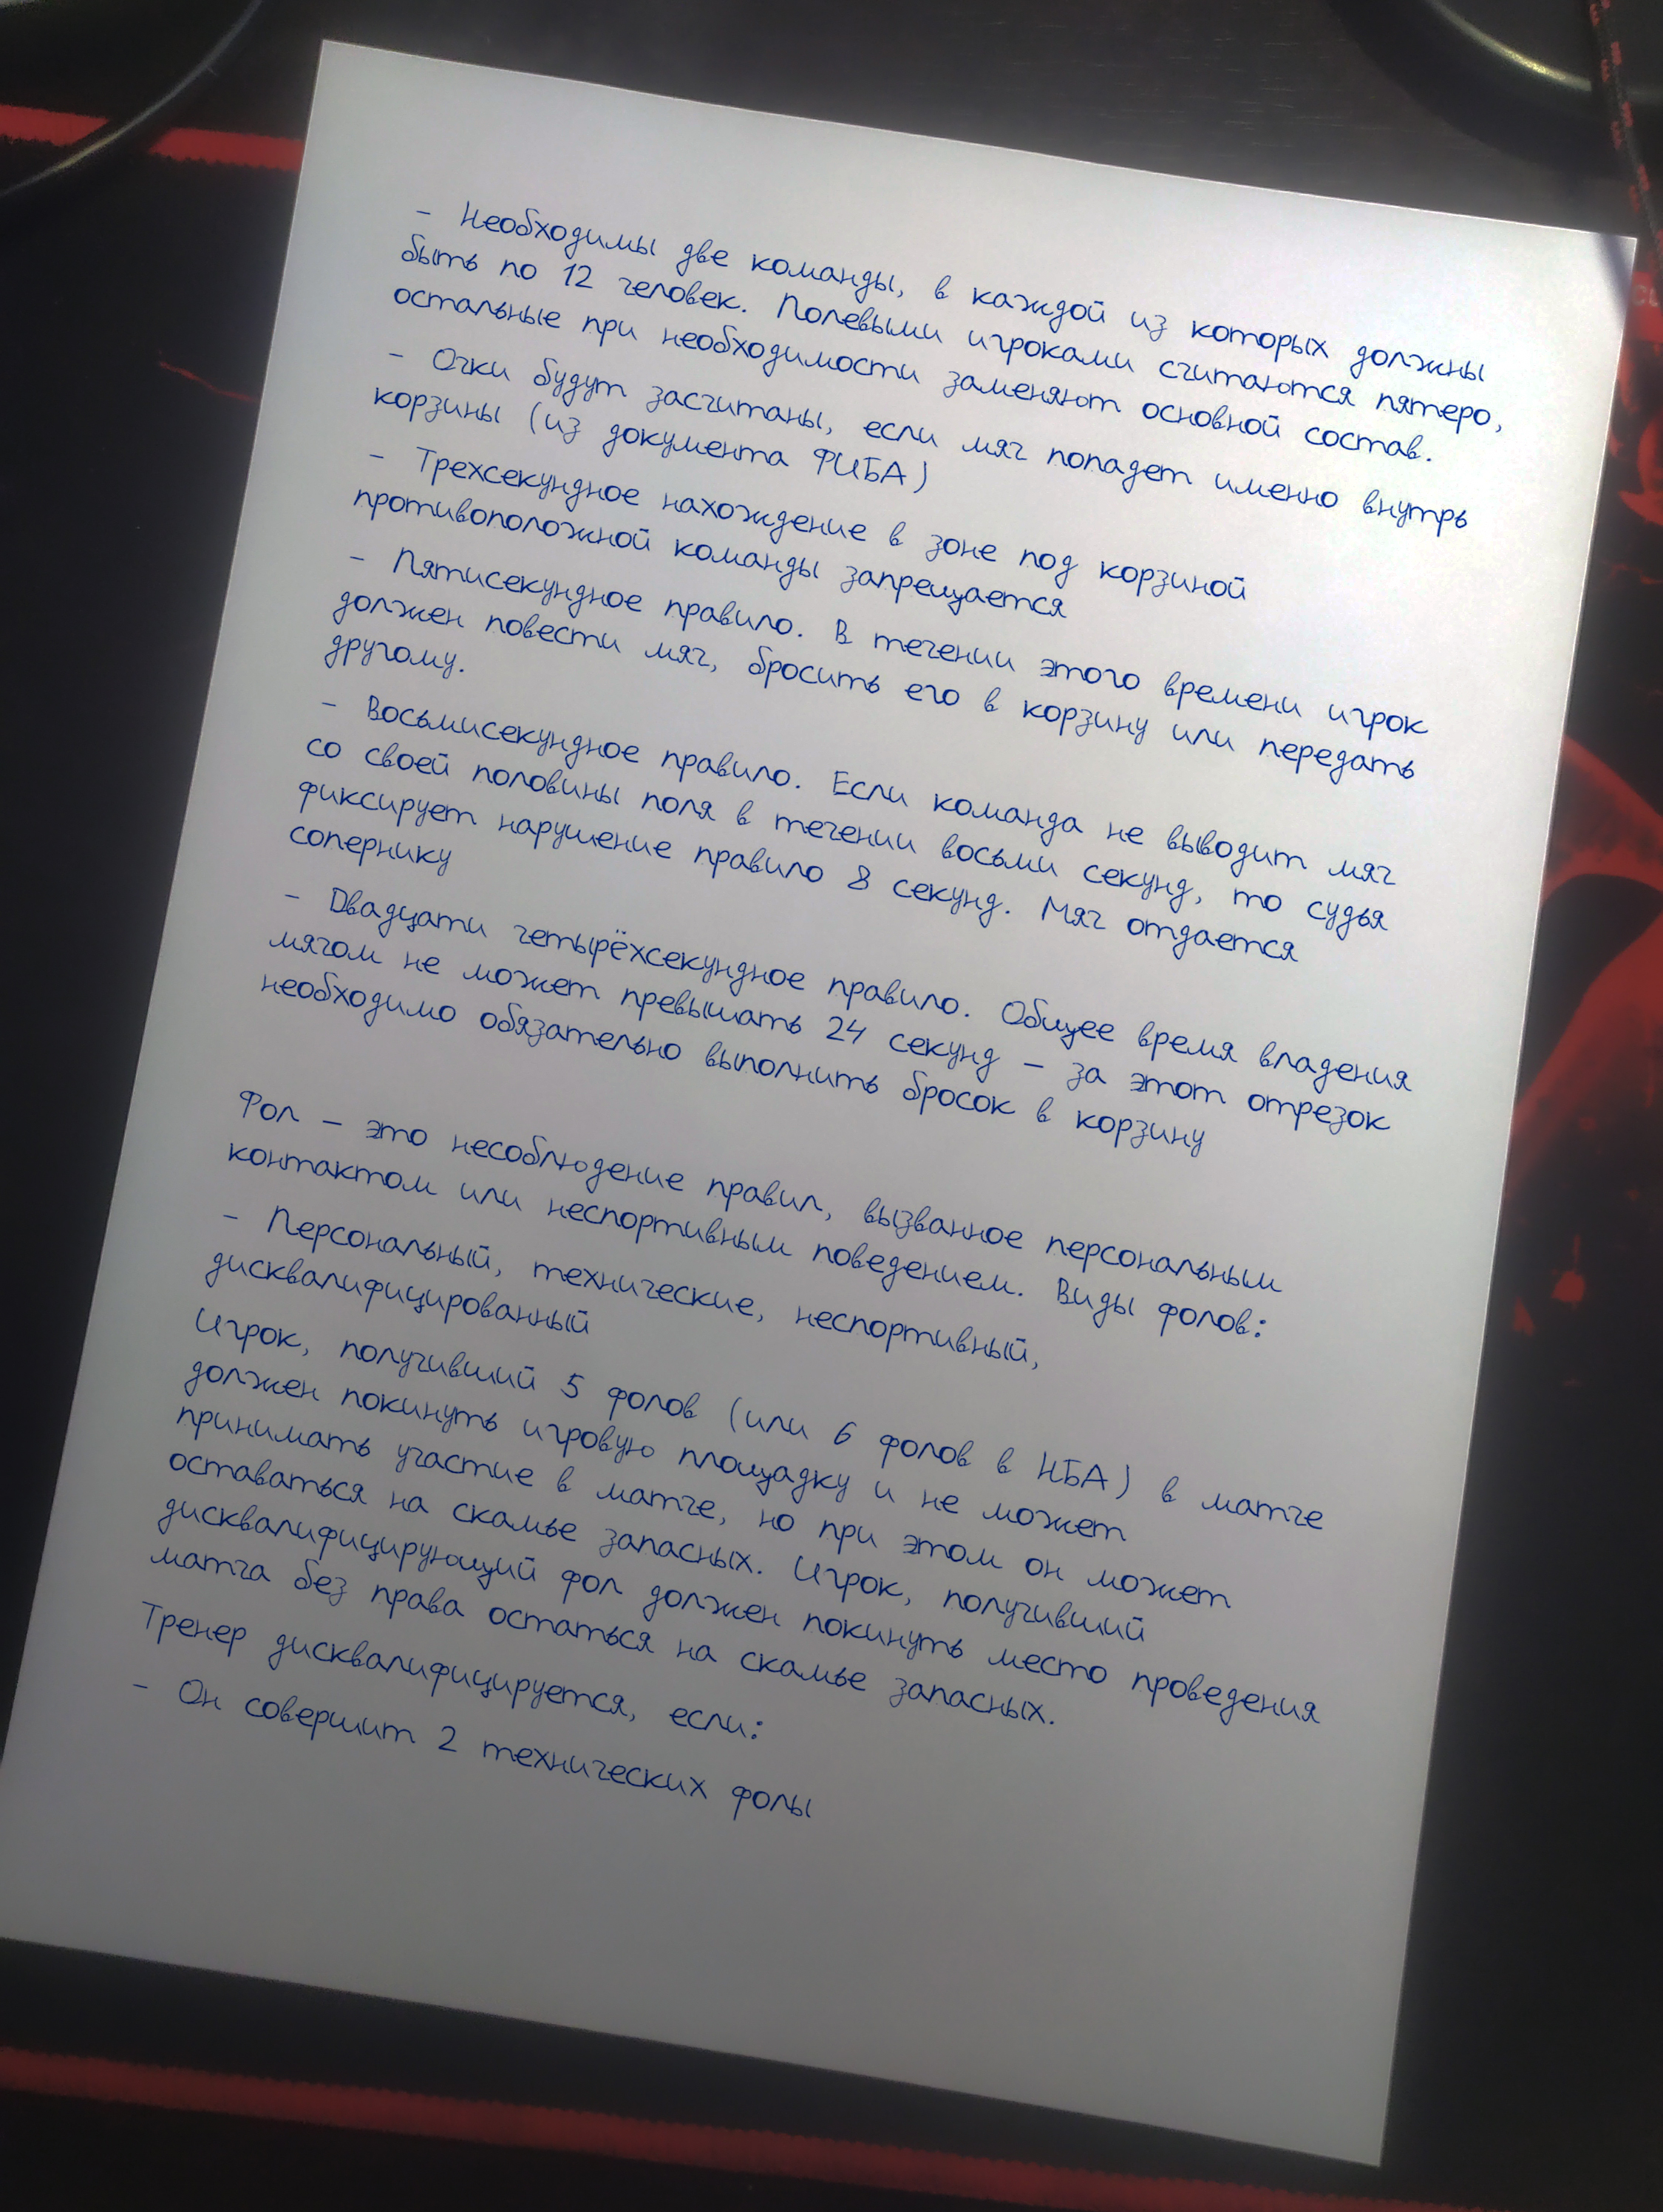 - Необходимы две команды, в каждой из которых должны
быть по 12 человек. Полевыми игроками считаются пятеро,
остальные при необходимости заменяют основной состав.
- Очки будут засчитаны, если мяч попадет именно внутрь
корзины (из документа ФИБА)
- Трехсекундное нахождение в зоне под корзиной
противоположной команды запрещается
- Пятисекундное правило. В течении этого времени игрок
должен повести мяч, бросить его в корзину или передать
другому.
- Восьмисекундное правило. Если команда не выводит мяч
со своей половины поля в течении восьми секунд, то судья
фиксирует нарушение правило 8 секунд. Мяч отдается
сопернику
- Двадцати четырёхсекундное правило. Общее время владения
мячом не может превышать 24 секунд – за этот отрезок
необходимо обязательно выполнить бросок в корзину
Фол – это несоблюдение правил, вызванное персональным
контактом или неспортивным поведением. Виды фолов:
- Персональный, технические, неспортивный,
дисквалифицированный
Игрок, получивший 5 фолов (или 6 фолов в НБА) в матче
должен покинуть игровую площадку и не может
принимать участие в матче, но при этом он может
оставаться на скамье запасных. Игрок, получивший
дисквалифицирующий фол должен покинуть место проведения
матча без права остаться на скамье запасных.
Тренер дисквалифицируется, если:
- Он совершит 2 технических фолы